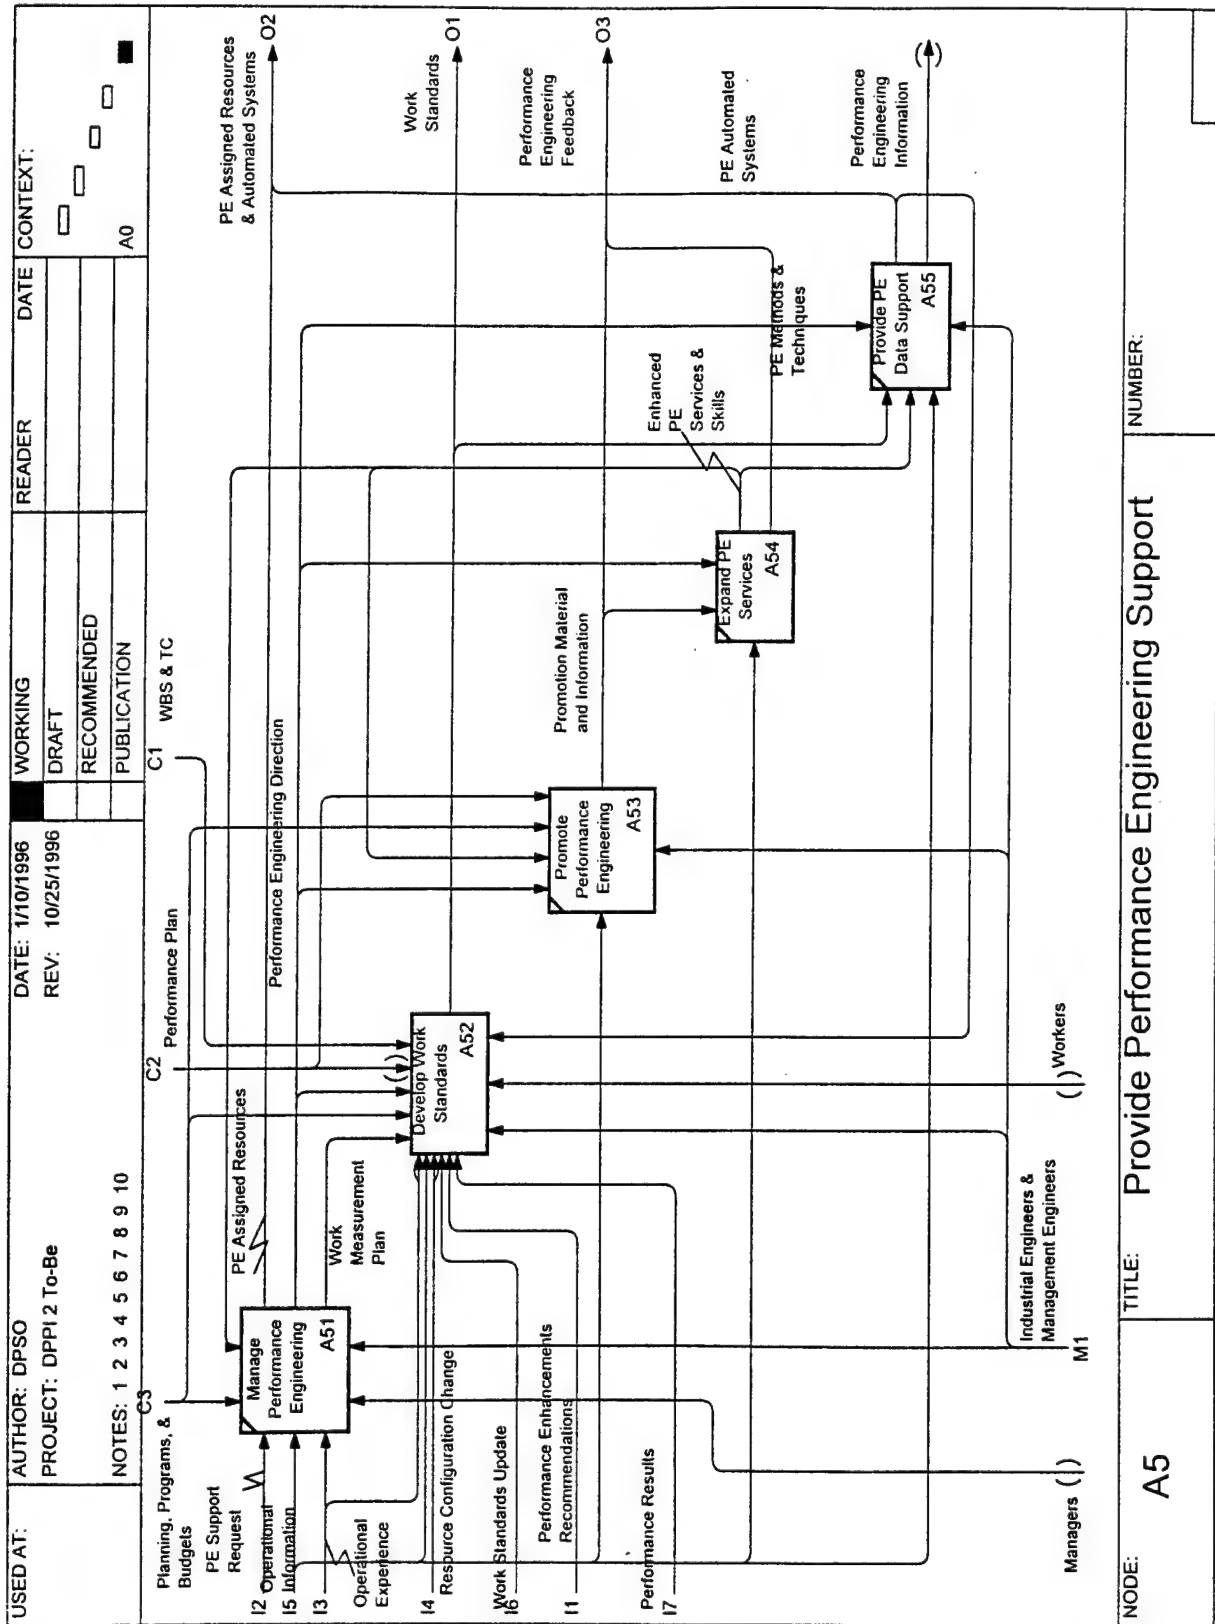 USED AT:
AUTHOR: DPSO
PROJECT: DPPI 2 To-Be
NOTES: 1 2 3 4 5 6 7 8 9 10
DATE: 1/10/1996
REV: 10/25/1996
WORKING
DRAFT
RECOMMENDED
PUBLICATION
READER
DATE
CONTEXT:
A0
C3
Planning, Programs, &
Budgets
C2
Performance Plan
C1
WBS & TC
PE Support
Request
I2
Operational
Information
I5
I3
Operational
Experience
I4
Resource Configuration Change
Work Standards Update
I6
Performance Enhancements
Recommendations
I1
Performance Results
I7
Manage
Performance
Engineering
A51
PE Assigned Resources
Performance Engineering Direction
Work
Measurement
Plan
Develop Work
Standards
A52
Promote
Performance
Engineering
A53
Promotion Material
and Information
Expand PE
Services
A54
Enhanced
PE
Services &
Skills
PE Methods &
Techniques
Provide PE
Data Support
A55
PE Assigned Resources
& Automated Systems
O2
Work
Standards
O1
Performance
Engineering
Feedback
O3
PE Automated
Systems
Performance
Engineering
Information
( )
( )
Managers ( )
Industrial Engineers &
Management Engineers
M1
( ) Workers
NODE:
A5
TITLE:
Provide Performance Engineering Support
NUMBER: